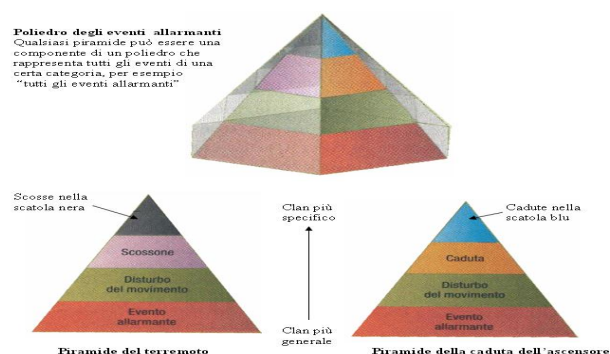 Poliedro degli eventi allarmanti
Qualsiasi piramide può essere una
componente di un poliedro che
rappresenta tutti gli eventi di una
certa categoria, per esempio
“tutti gli eventi allarmanti”
Scosse nella
scatola nera
Clan più
specifico
Cadute nella
scatola blu
Scossone
Disturbo
del movimento
Evento
allarmante
Caduta
Disturbo
del movimento
Evento
allarmante
Clan più
generale
Piramide del terremoto
Piramide della caduta dell'ascensore